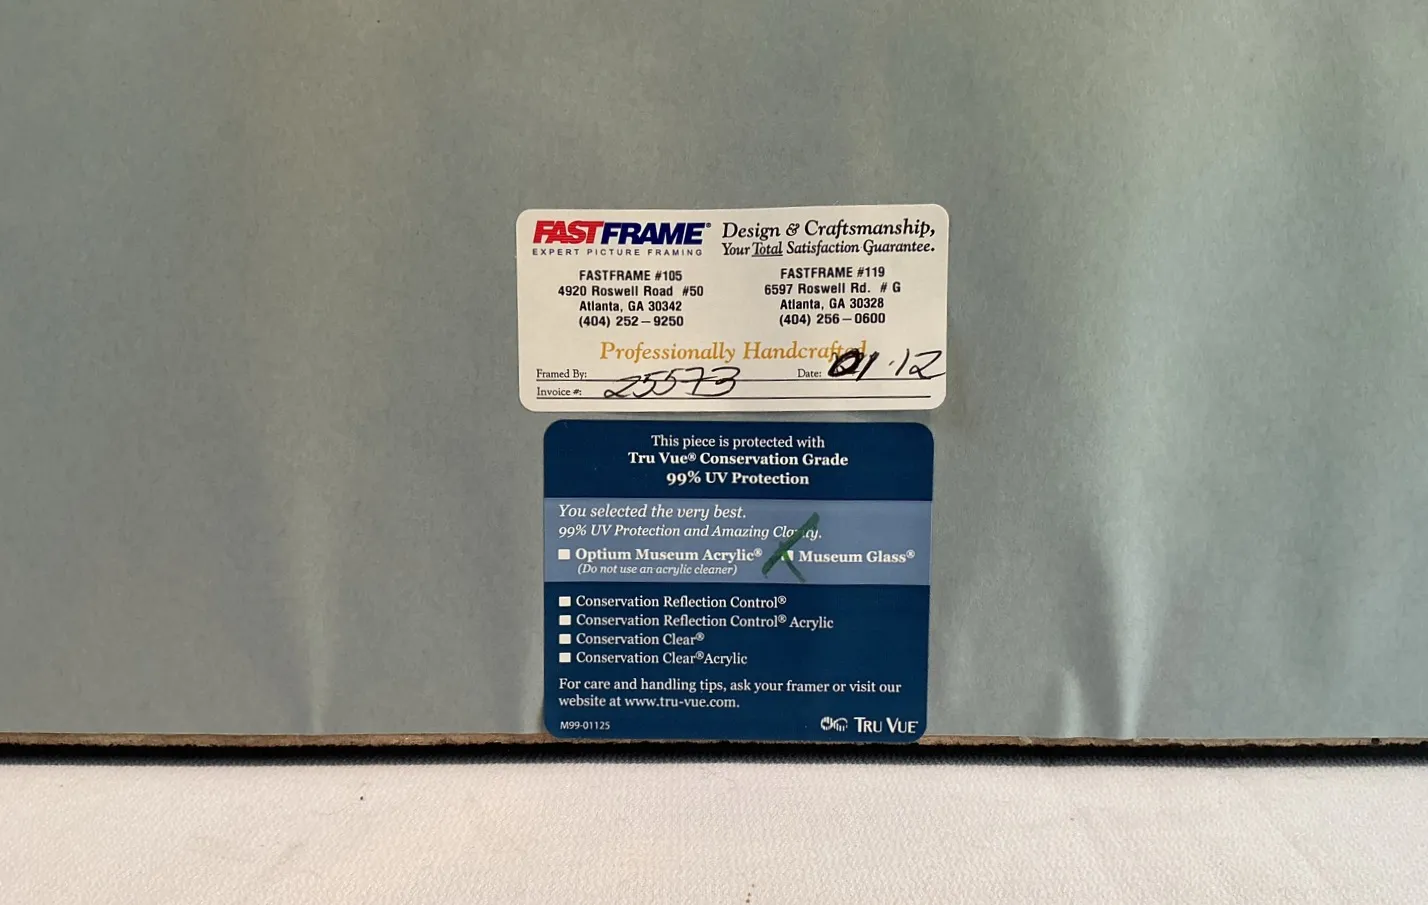 FASTFRAME®
EXPERT PICTURE FRAMING
Design & Craftsmanship,
Your Total Satisfaction Guarantee.
FASTFRAME #105
4920 Roswell Road #50
Atlanta, GA 30342
(404) 252-9250
FASTFRAME #119
6597 Roswell Rd. # G
Atlanta, GA 30328
(404) 256-0600
Professionally Handcrafted
Framed By:
Date: 01.12
Invoice #: 25573
This piece is protected with
Tru Vue® Conservation Grade
99% UV Protection
You selected the very best.
99% UV Protection and Amazing Clarity.
Optium Museum Acrylic® Museum Glass®
(Do not use an acrylic cleaner)
Conservation Reflection Control®
Conservation Reflection Control® Acrylic
Conservation Clear®
Conservation Clear® Acrylic
For care and handling tips, ask your framer or visit our
website at www.tru-vue.com.
M99-01125
TRU VUE